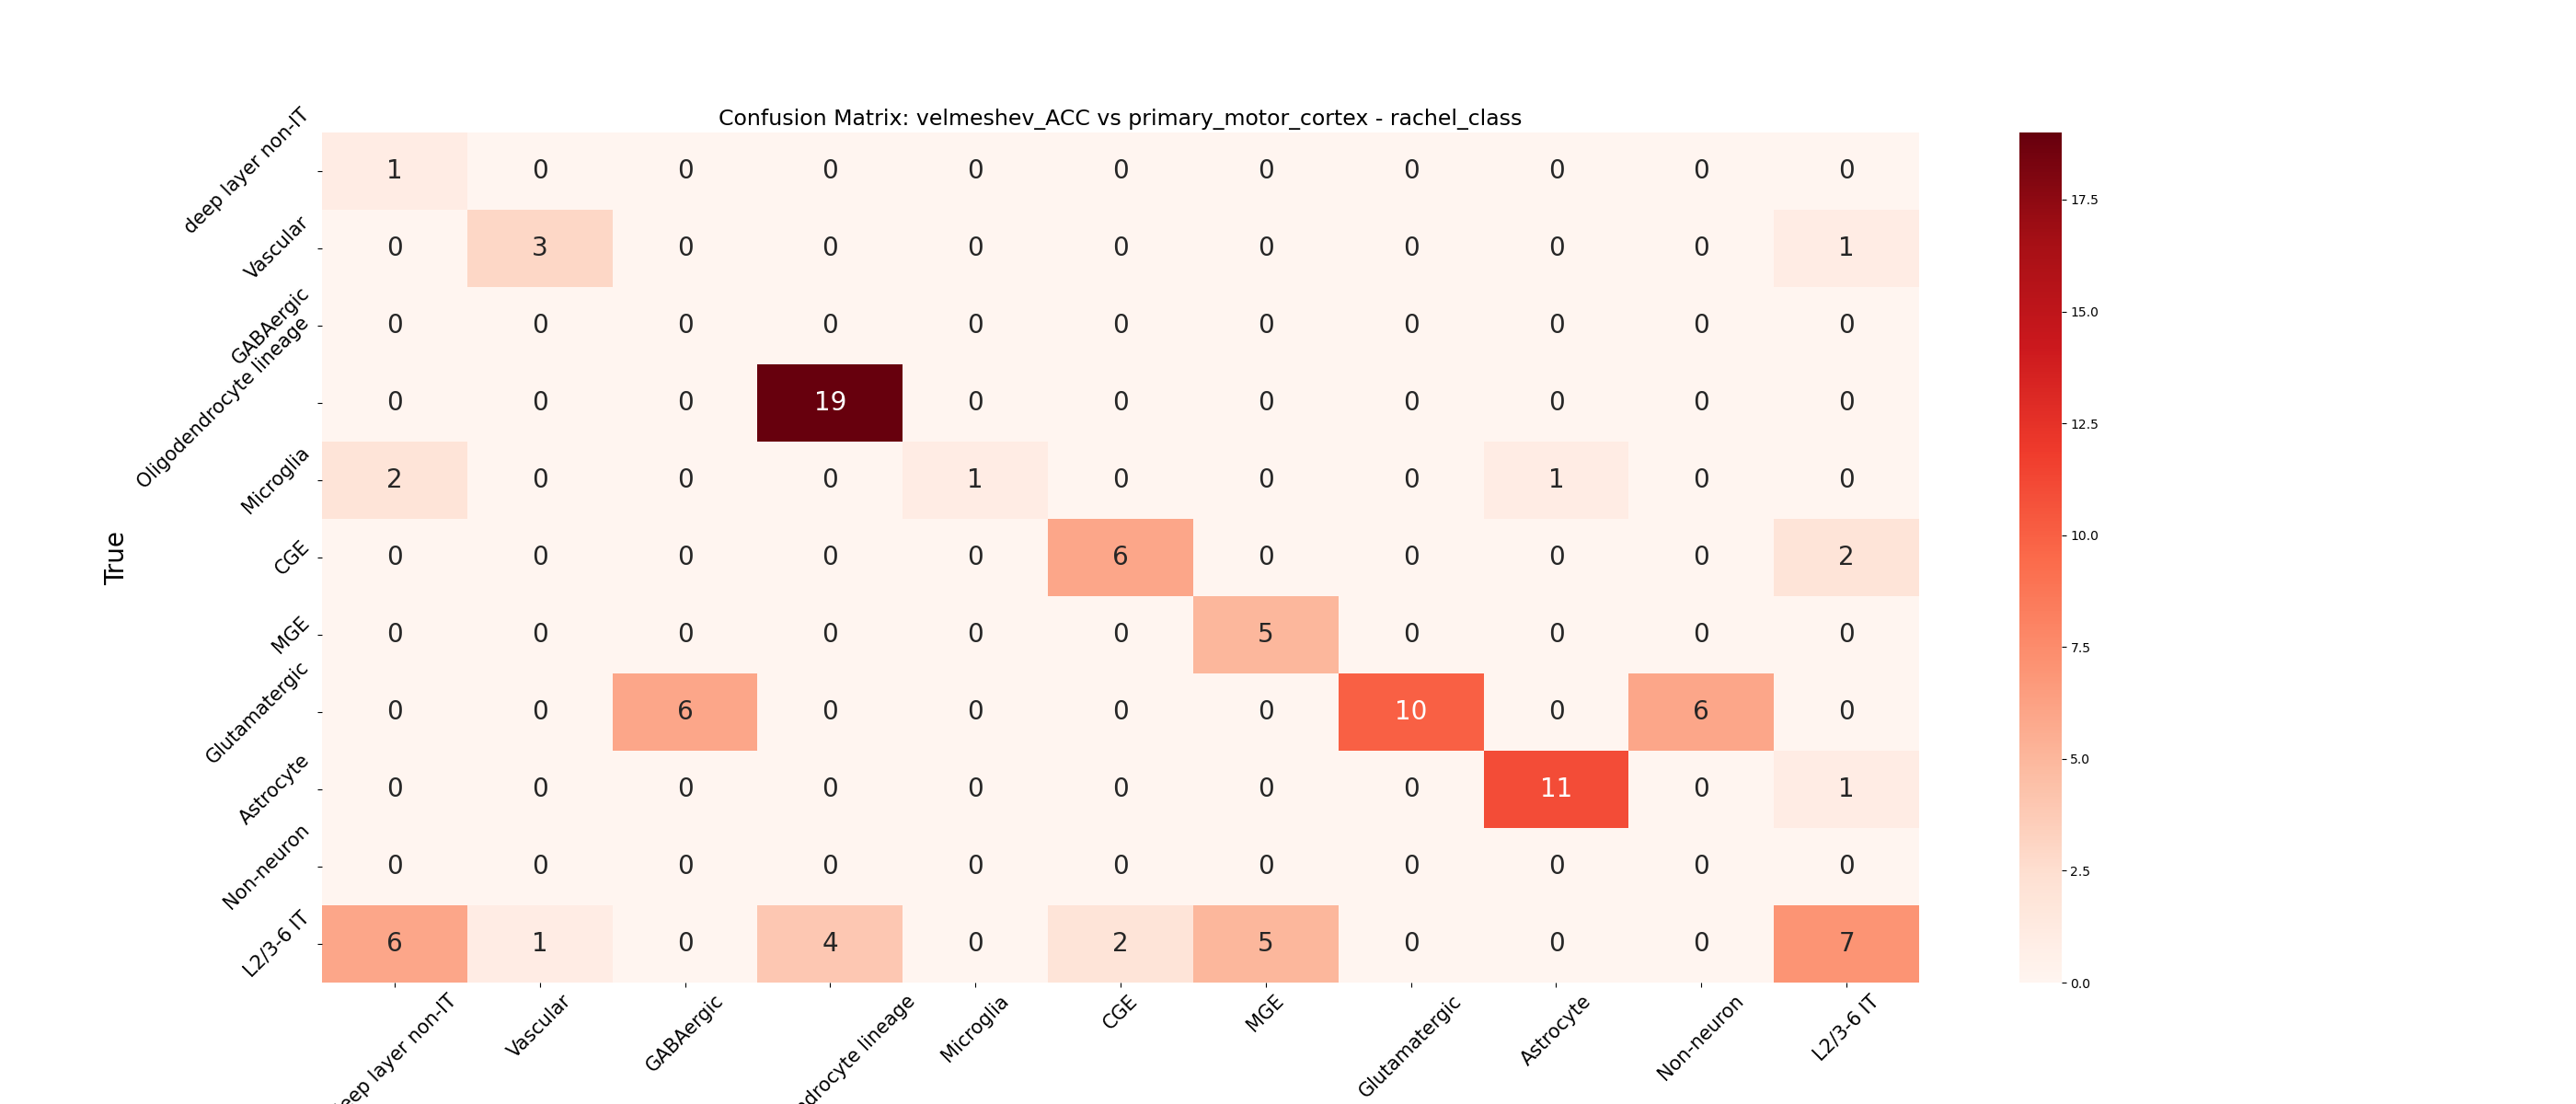 Confusion Matrix: velmeshev_ACC vs primary_motor_cortex - rachel_class
True
deep layer non-IT 1 0 0 0 0 0 0 0 0 0 0
Vascular 0 3 0 0 0 0 0 0 0 0 1
GABAergic 0 0 0 0 0 0 0 0 0 0 0
Oligodendrocyte lineage 0 0 0 19 0 0 0 0 0 0 0
Microglia 2 0 0 0 1 0 0 0 1 0 0
CGE 0 0 0 0 0 6 0 0 0 0 2
MGE 0 0 0 0 0 0 5 0 0 0 0
Glutamatergic 0 0 6 0 0 0 0 10 0 6 0
Astrocyte 0 0 0 0 0 0 0 0 11 0 1
Non-neuron 0 0 0 0 0 0 0 0 0 0 0
L2/3-6 IT 6 1 0 4 0 2 5 0 0 0 7
eep layer non-IT
Vascular
GABAergic
ndrocyte lineage
Microglia
CGE
MGE
Glutamatergic
Astrocyte
Non-neuron
L2/3-6 IT
17.5
15.0
12.5
10.0
7.5
5.0
2.5
0.0